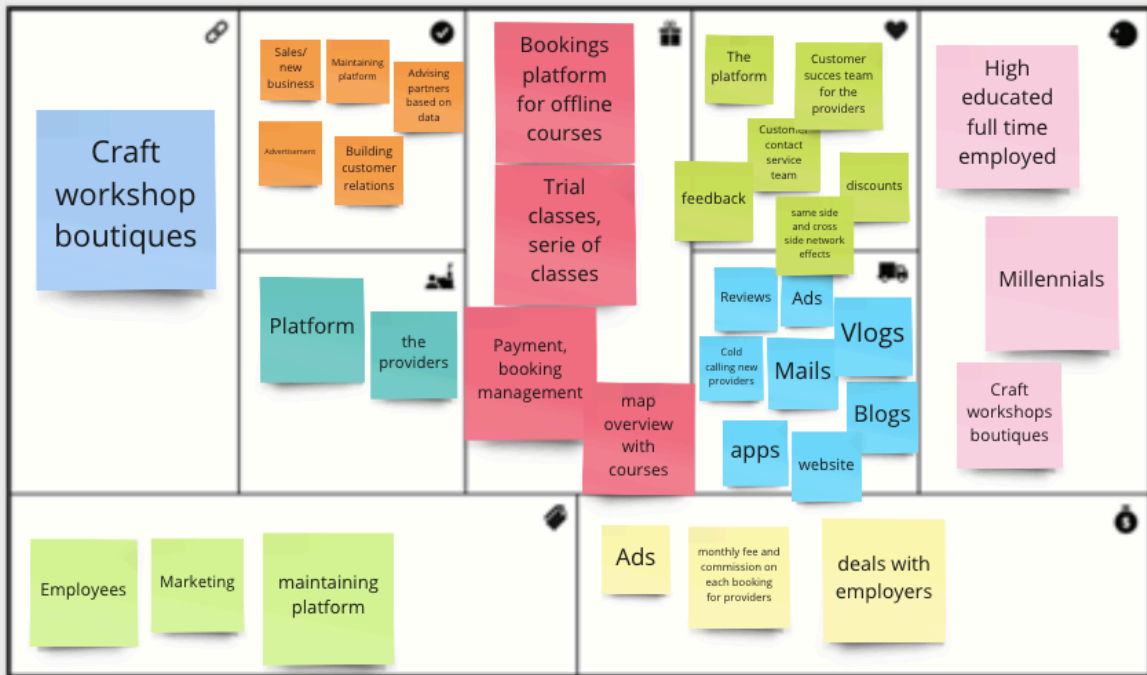 Craft
workshop
boutiques
Sales/
new
business
Maintaining
platform
Advising
partners
based on
data
Advertisement
Building
customer
relations
Platform
the
providers
Bookings
platform
for offline
courses
Trial
classes,
serie of
classes
Payment,
booking
management
map
overview
with
courses
The
platform
Customer
succes team
for the
providers
Customer
contact
service
team
feedback
discounts
same side
and cross
side network
effects
Reviews
Ads
Vlogs
Cold
calling new
providers
Mails
Blogs
apps
website
High
educated
full time
employed
Millennials
Craft
workshops
boutiques
Employees
Marketing
maintaining
platform
Ads
monthly fee and
commission on
each booking
for providers
deals with
employers